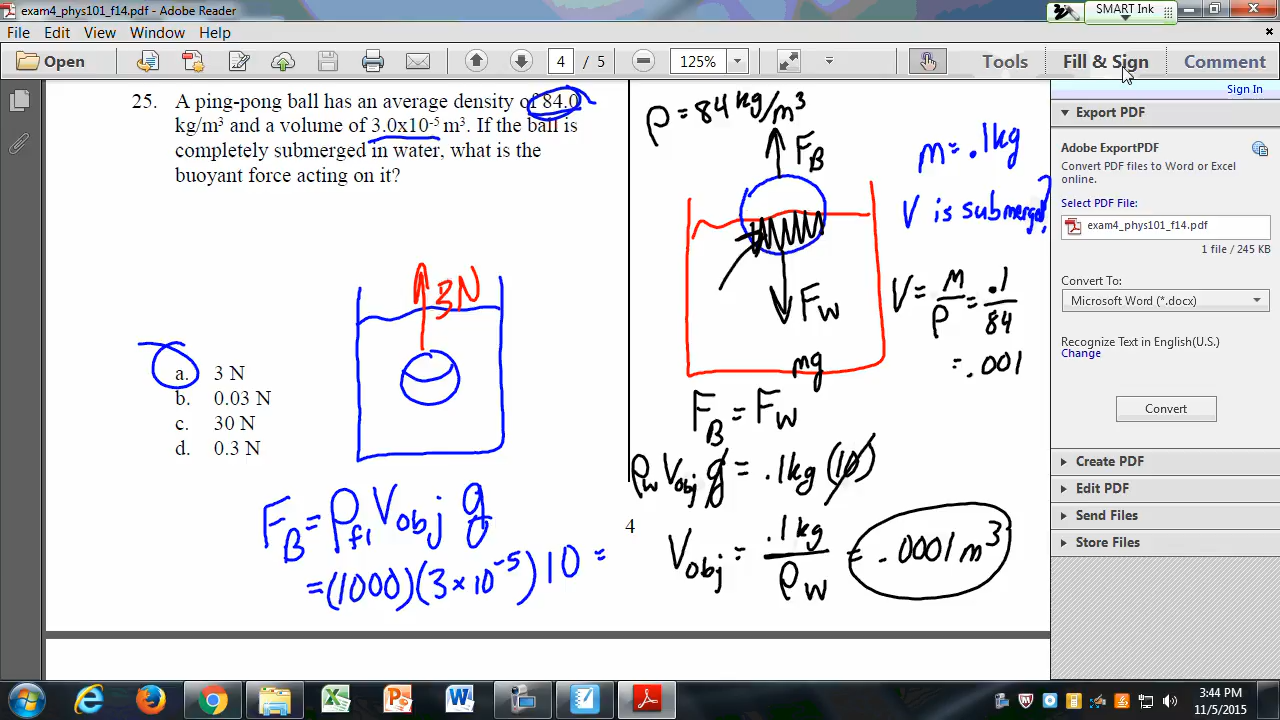 exam4_phys101_f14.pdf - Adobe Reader
SMART Ink
File Edit View Window Help
Open 4 / 5 125% Tools Fill & Sign Comment
Sign In
25. A ping-pong ball has an average density of 84.0
kg/m³ and a volume of 3.0x10⁻⁵ m³. If the ball is
completely submerged in water, what is the
buoyant force acting on it?
3N
a. 3 N
b. 0.03 N
c. 30 N
d. 0.3 N
F_B = ρ_fl V_obj g
= (1000)(3×10⁻⁵)10 =
ρ = 84 kg/m³
F_B
F_W
mg
F_B = F_W
ρ_W V_obj g = .1kg (10)
V_obj = .1kg / ρ_W = .0001 m³
4
m = .1kg
V is submerged?
V = m/ρ = .1/84
= .001
Export PDF
Adobe ExportPDF
Convert PDF files to Word or Excel
online.
Select PDF File:
exam4_phys101_f14.pdf
1 file / 245 KB
Convert To:
Microsoft Word (*.docx)
Recognize Text in English(U.S.)
Change
Convert
Create PDF
Edit PDF
Send Files
Store Files
3:44 PM
11/5/2015